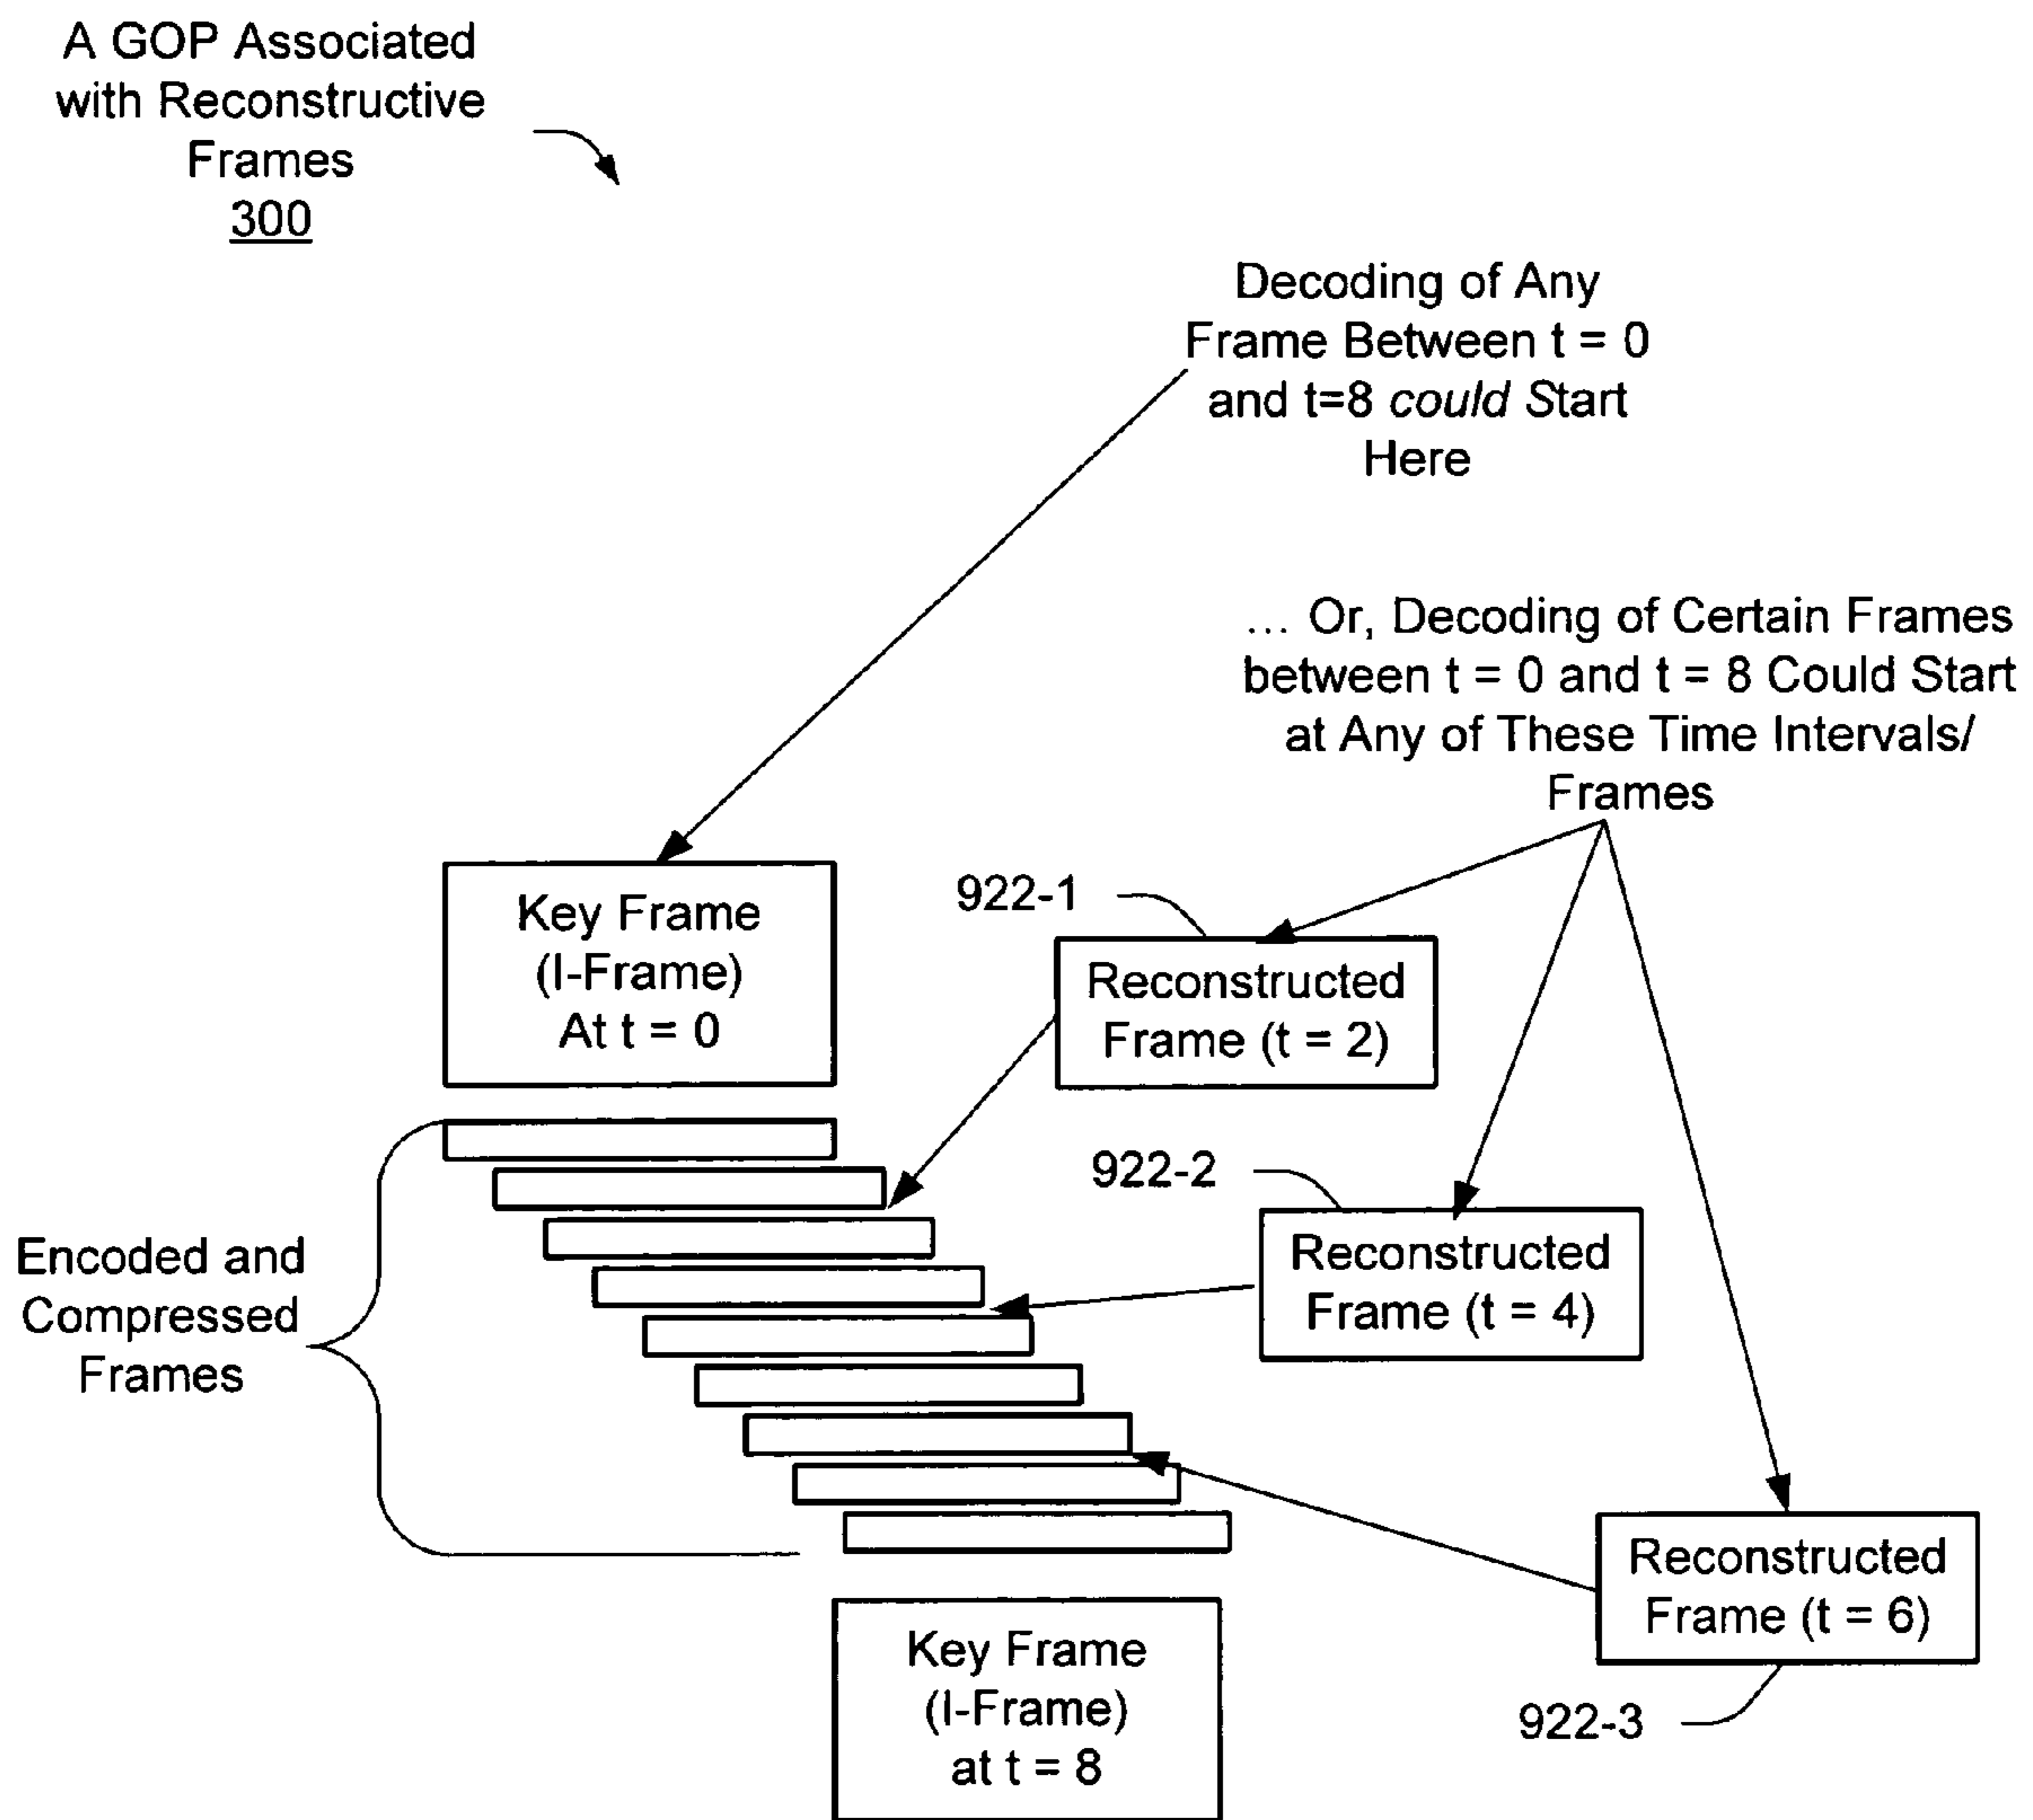 A GOP Associated
with Reconstructive
Frames
300
Decoding of Any
Frame Between t = 0
and t=8 could Start
Here
... Or, Decoding of Certain Frames
between t = 0 and t = 8 Could Start
at Any of These Time Intervals/
Frames
Key Frame
(I-Frame)
At t = 0
922-1
Reconstructed
Frame (t = 2)
922-2
Reconstructed
Frame (t = 4)
Encoded and
Compressed
Frames
Reconstructed
Frame (t = 6)
922-3
Key Frame
(I-Frame)
at t = 8